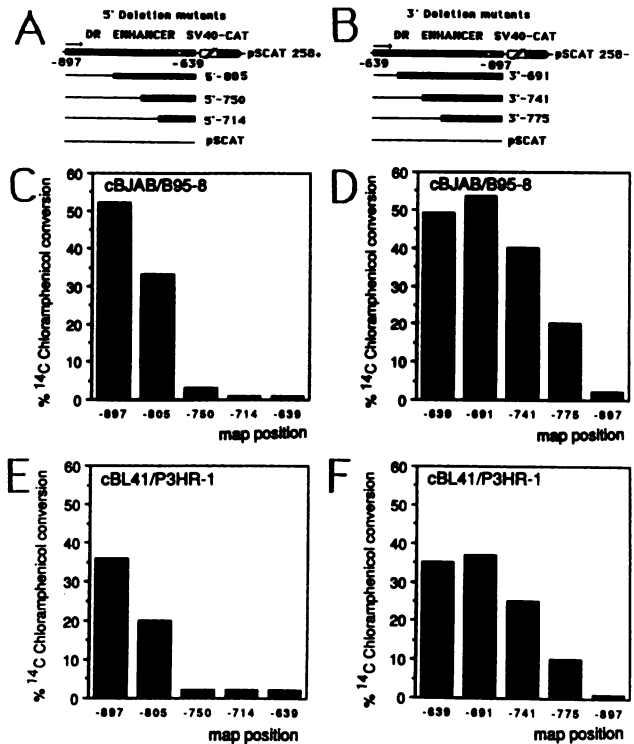 A
5' Deletion mutants
DR ENHANCER SV40-CAT
pSCAT 258+
-897 -639
5'-805
5'-750
5'-714
pSCAT
B
3' Deletion mutants
DR ENHANCER SV40-CAT
pSCAT 258-
-639 -897
3'-691
3'-741
3'-775
pSCAT
C
cBJAB/B95-8
% 14C Chloramphenicol conversion
60
50
40
30
20
10
0
-897 -805 -750 -714 -639
map position
D
cBJAB/B95-8
% 14C Chloramphenicol conversion
60
50
40
30
20
10
0
-639 -691 -741 -775 -897
map position
E
cBL41/P3HR-1
% 14C Chloramphenicol conversion
60
50
40
30
20
10
0
-897 -805 -750 -714 -639
map position
F
cBL41/P3HR-1
% 14C Chloramphenicol conversion
60
50
40
30
20
10
0
-639 -691 -741 -775 -897
map position